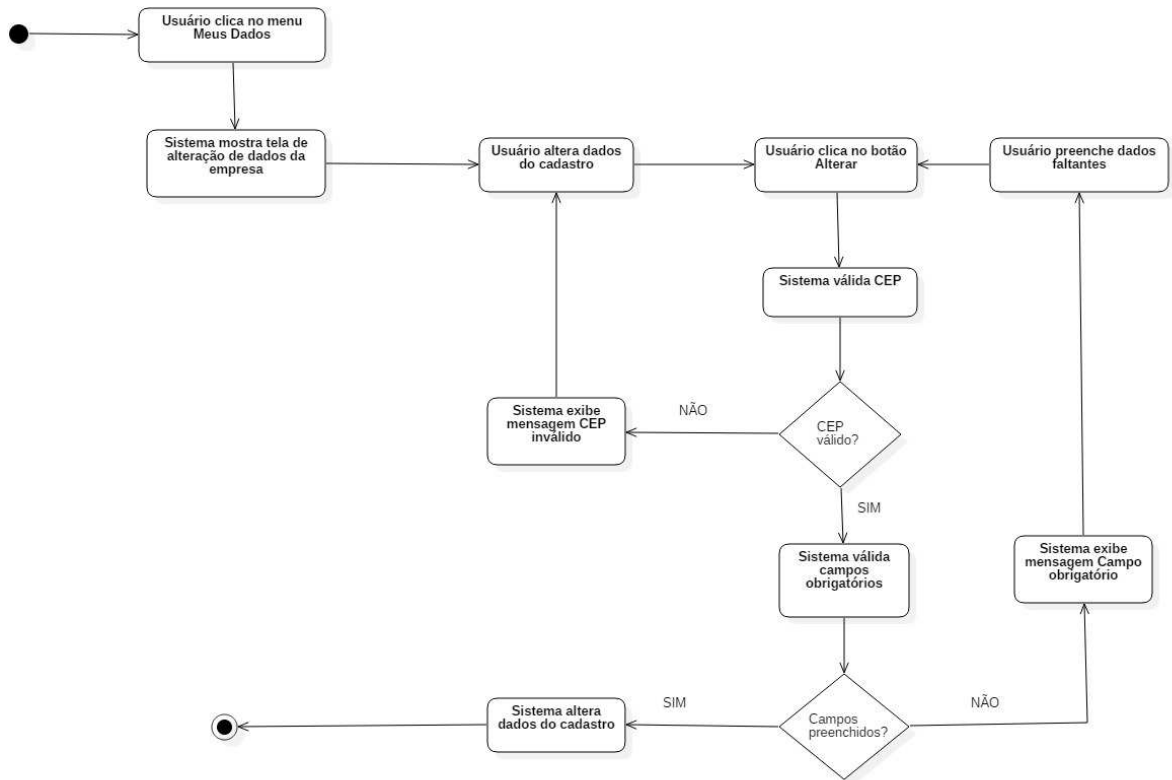 Usuário clica no menu
Meus Dados
Sistema mostra tela de
alteração de dados da
empresa
Usuário altera dados
do cadastro
Usuário clica no botão
Alterar
Usuário preenche dados
faltantes
Sistema válida CEP
CEP
válido?
NÃO
Sistema exibe
mensagem CEP
inválido
SIM
Sistema válida
campos
obrigatórios
Sistema exibe
mensagem Campo
obrigatório
Campos
preenchidos?
SIM
NÃO
Sistema altera
dados do cadastro